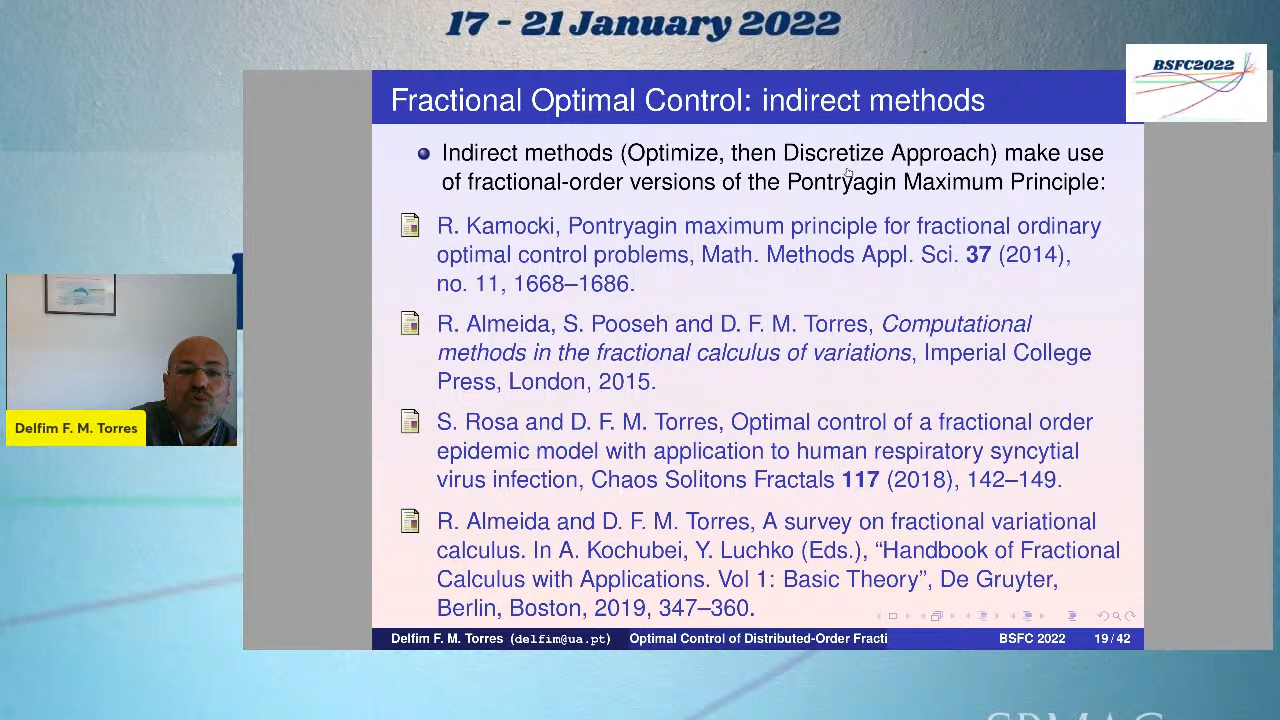 17 - 21 January 2022
BSFC2022
Fractional Optimal Control: indirect methods
Indirect methods (Optimize, then Discretize Approach) make use
of fractional-order versions of the Pontryagin Maximum Principle:
R. Kamocki, Pontryagin maximum principle for fractional ordinary
optimal control problems, Math. Methods Appl. Sci. 37 (2014),
no. 11, 1668–1686.
R. Almeida, S. Pooseh and D. F. M. Torres, Computational
methods in the fractional calculus of variations, Imperial College
Press, London, 2015.
S. Rosa and D. F. M. Torres, Optimal control of a fractional order
epidemic model with application to human respiratory syncytial
virus infection, Chaos Solitons Fractals 117 (2018), 142–149.
R. Almeida and D. F. M. Torres, A survey on fractional variational
calculus. In A. Kochubei, Y. Luchko (Eds.), “Handbook of Fractional
Calculus with Applications. Vol 1: Basic Theory”, De Gruyter,
Berlin, Boston, 2019, 347–360.
Delfim F. M. Torres
Delfim F. M. Torres (delfim@ua.pt) Optimal Control of Distributed-Order Fracti BSFC 2022 19 / 42